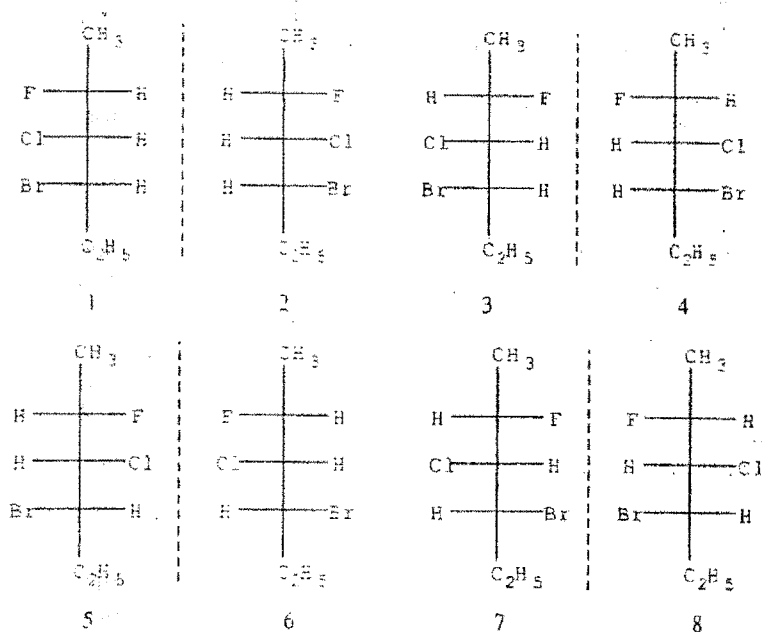 CH3 CH3 CH3 CH3
F H H F H F F H
Cl H H Cl Cl H H Cl
Br H H Br Br H H Br
C2H5 C2H5 C2H5 C2H5
1 2 3 4
CH3 CH3 CH3 CH3
H F F H H F F H
H Cl Cl H Cl H H Cl
Br H H Br H Br Br H
C2H5 C2H5 C2H5 C2H5
5 6 7 8